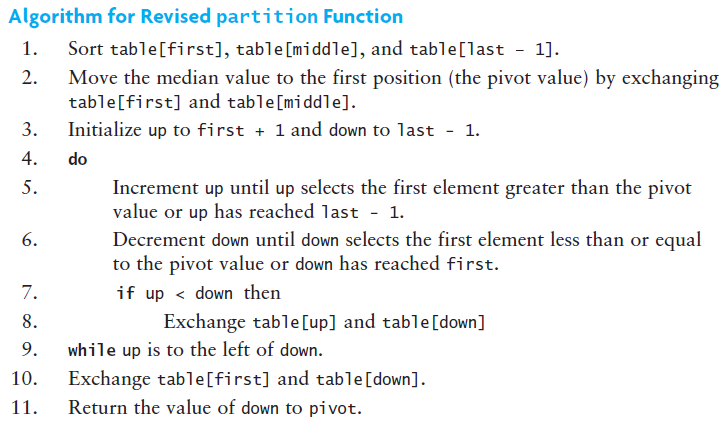 Algorithm for Revised partition Function
1. Sort table[first], table[middle], and table[last - 1].
2. Move the median value to the first position (the pivot value) by exchanging
table[first] and table[middle].
3. Initialize up to first + 1 and down to last - 1.
4. do
5. Increment up until up selects the first element greater than the pivot
value or up has reached last - 1.
6. Decrement down until down selects the first element less than or equal
to the pivot value or down has reached first.
7. if up < down then
8. Exchange table[up] and table[down]
9. while up is to the left of down.
10. Exchange table[first] and table[down].
11. Return the value of down to pivot.